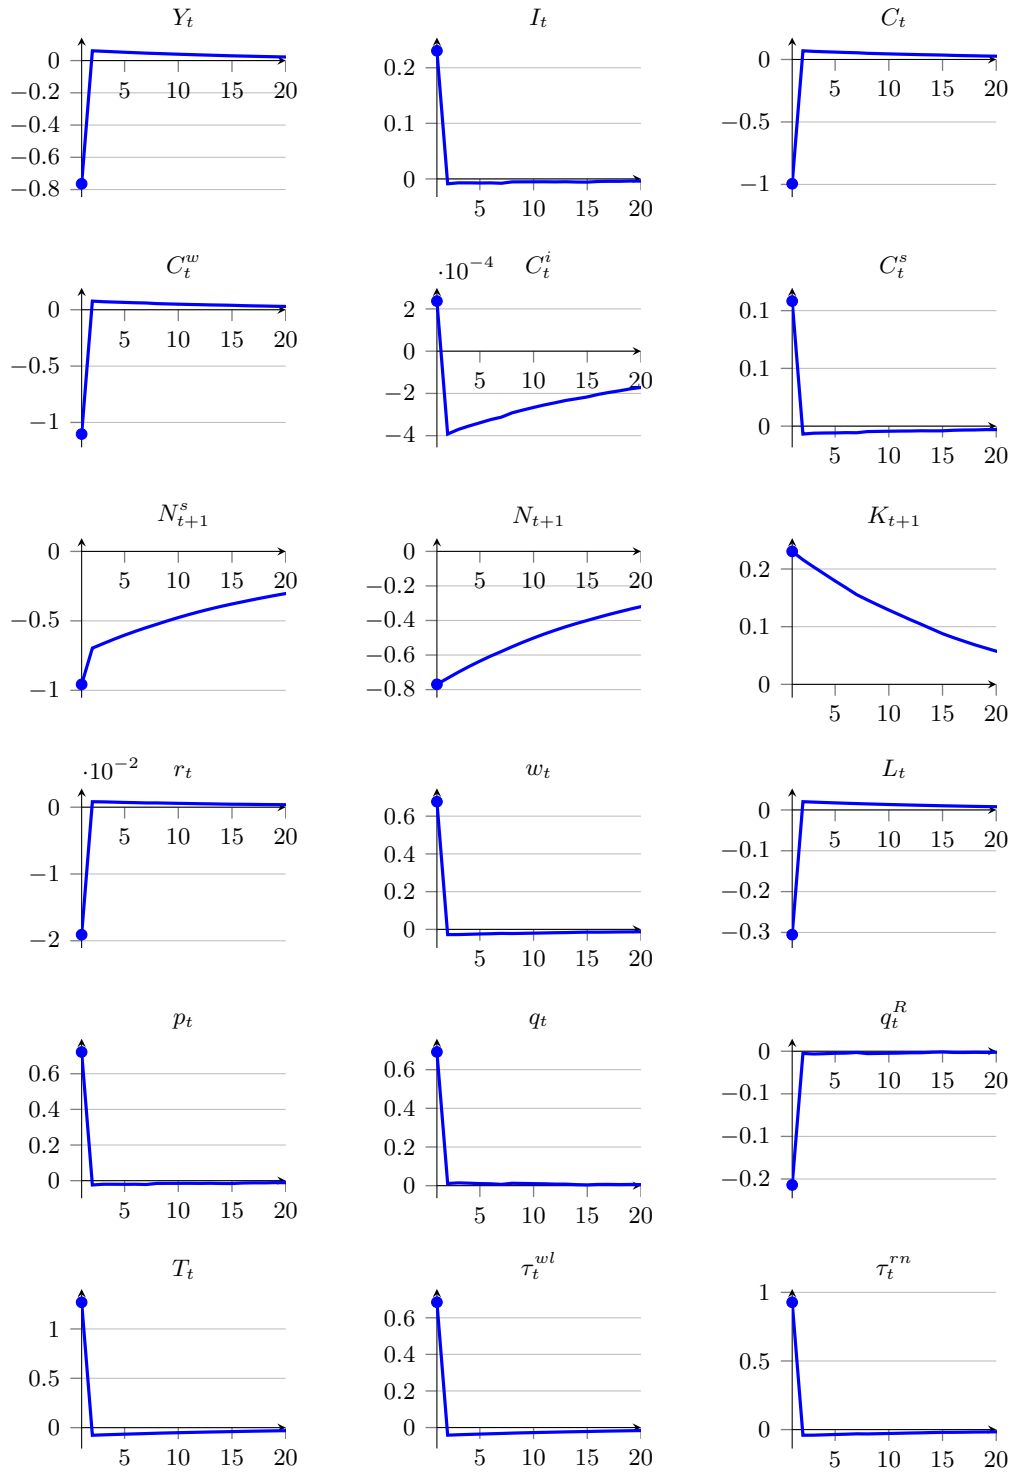 Y_t I_t C_t
0 −0.2 −0.4 −0.6 −0.8 5 10 15 20
0.2 0.1 0 5 10 15 20
0 −0.5 −1 5 10 15 20
C_t^w ·10^−4 C_t^i C_t^s
0 −0.5 −1 5 10 15 20
2 0 −2 −4 5 10 15 20
0.1 0.1 0 5 10 15 20
N_{t+1}^s N_{t+1} K_{t+1}
0 −0.5 −1 5 10 15 20
0 −0.2 −0.4 −0.6 −0.8 5 10 15 20
0.2 0.1 0 5 10 15 20
·10^−2 r_t w_t L_t
0 −1 −2 5 10 15 20
0.6 0.4 0.2 0 5 10 15 20
0 −0.1 −0.2 −0.3 5 10 15 20
p_t q_t q_t^R
0.6 0.4 0.2 0 5 10 15 20
0.6 0.4 0.2 0 5 10 15 20
0 −0.1 −0.1 −0.2 5 10 15 20
T_t τ_t^{wl} τ_t^{rn}
1 0.5 0 5 10 15 20
0.6 0.4 0.2 0 5 10 15 20
1 0.5 0 5 10 15 20